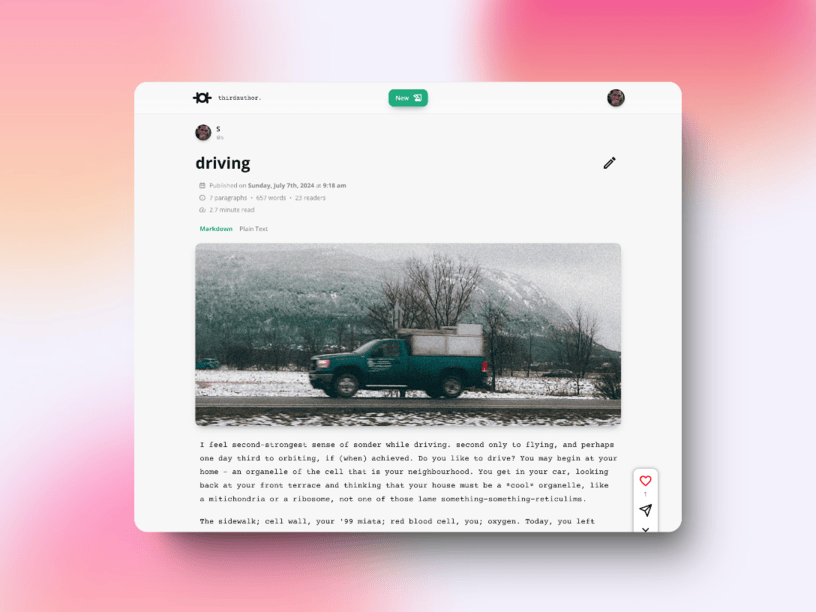 thirdauthor.
New
S
driving
Published on Sunday, July 7th, 2024 at 9:18 am
7 paragraphs • 657 words • 23 readers
2.7 minute read
Markdown Plain Text
I feel second-strongest sense of sonder while driving. second only to flying, and perhaps
one day third to orbiting, if (when) achieved. Do you like to drive? You may begin at your
home - an organelle of the cell that is your neighbourhood. You get in your car, looking
back at your front terrace and thinking that your house must be a *cool* organelle, like
a mitichondria or a ribosome, not one of those lame something-something-reticulims.
1
The sidewalk; cell wall, your '99 miata; red blood cell, you; oxygen. Today, you left